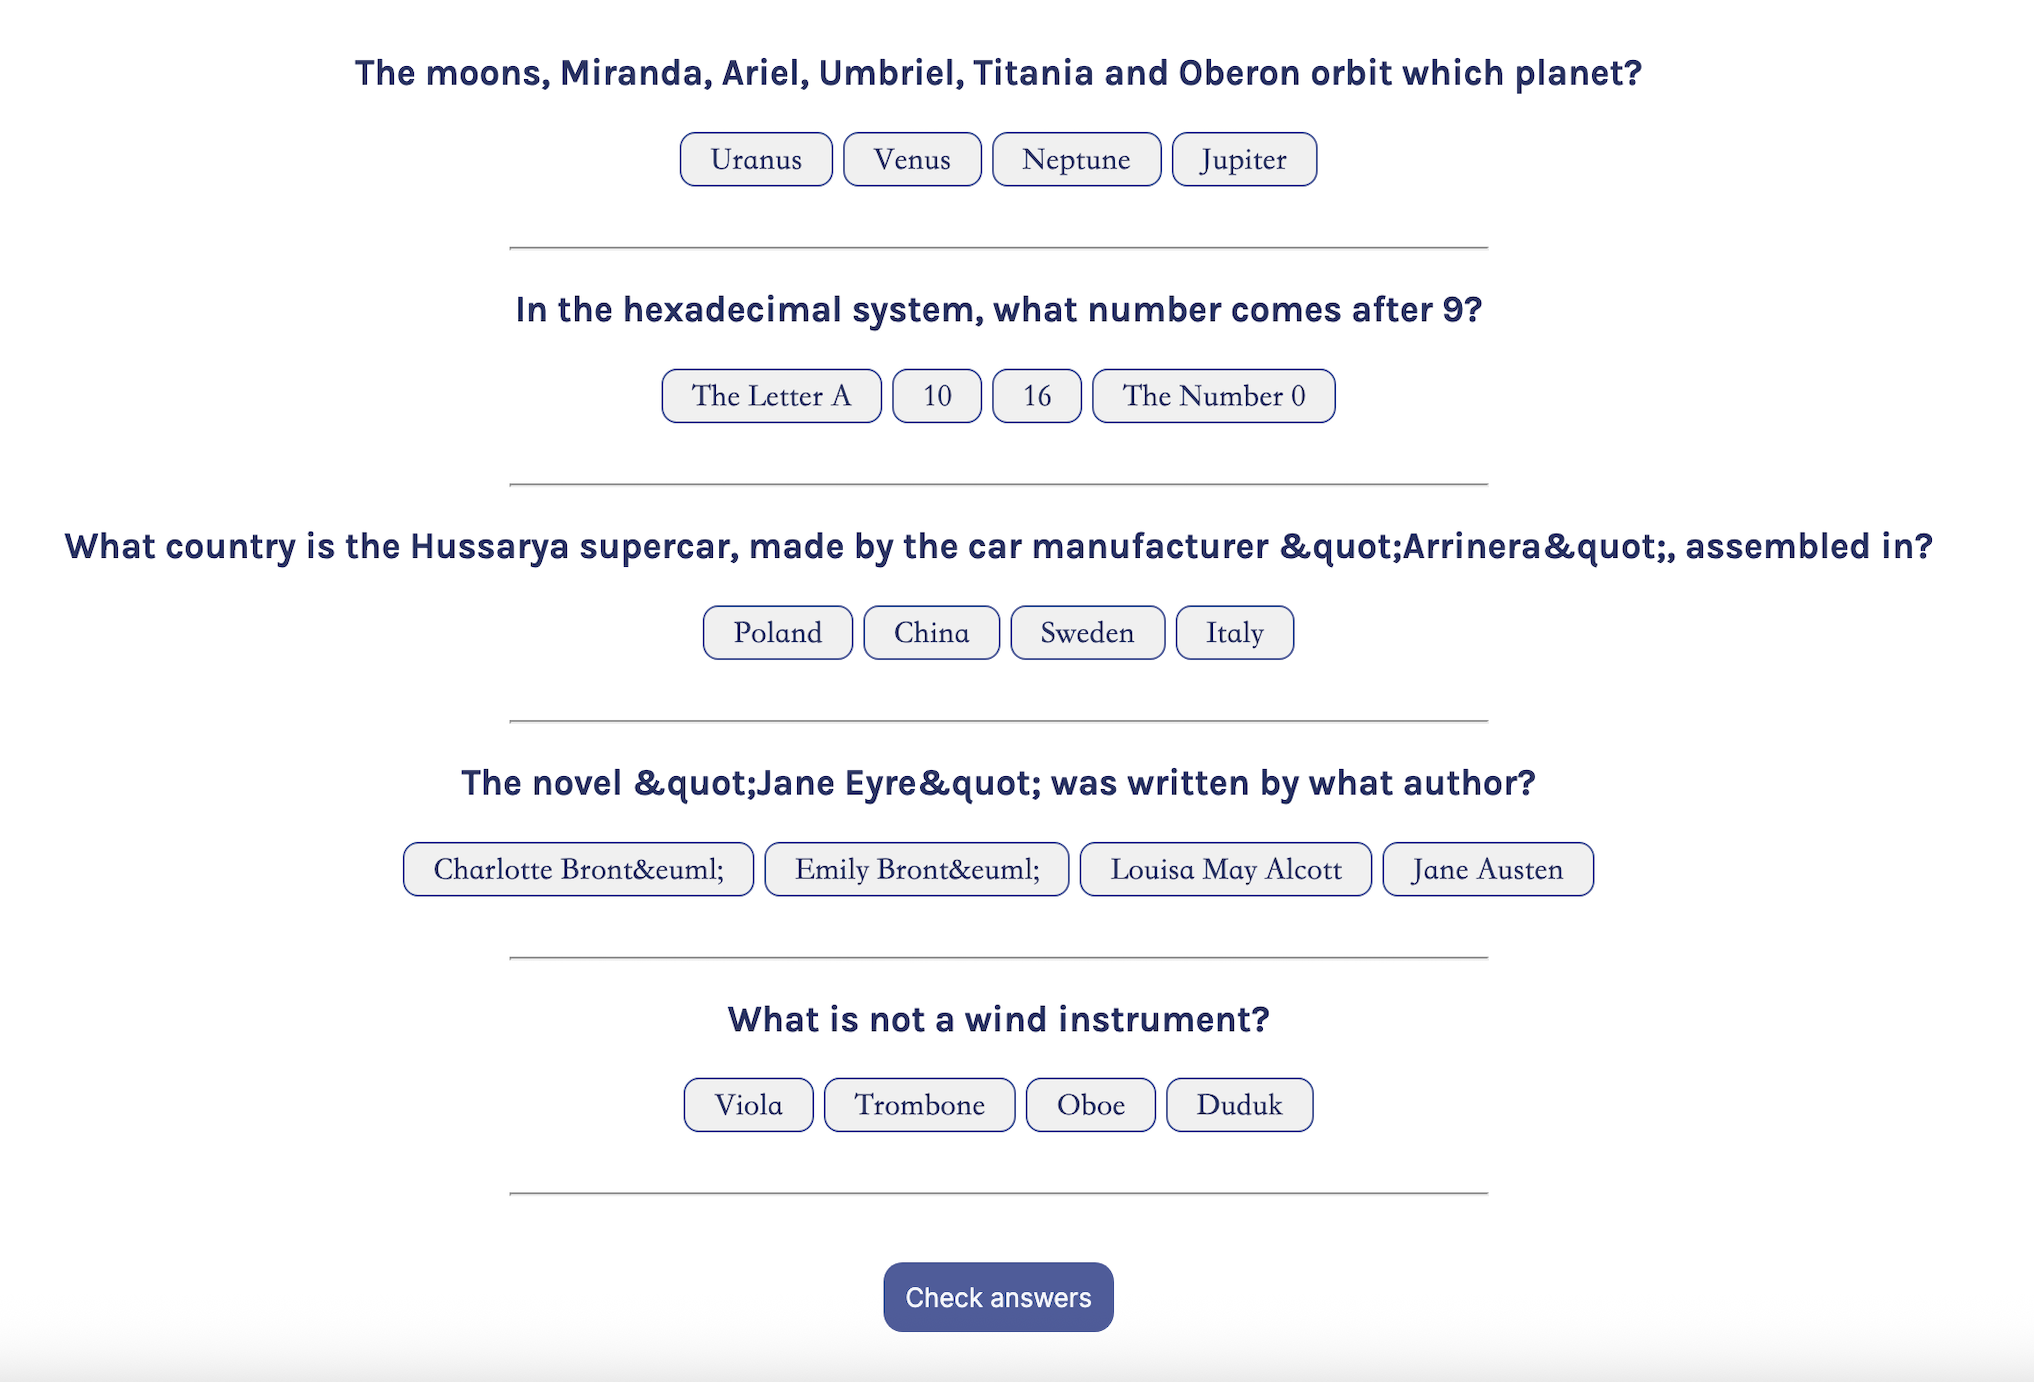 The moons, Miranda, Ariel, Umbriel, Titania and Oberon orbit which planet?
Uranus Venus Neptune Jupiter
In the hexadecimal system, what number comes after 9?
The Letter A 10 16 The Number 0
What country is the Hussarya supercar, made by the car manufacturer &quot;Arrinera&quot;, assembled in?
Poland China Sweden Italy
The novel &quot;Jane Eyre&quot; was written by what author?
Charlotte Bront&euml; Emily Bront&euml; Louisa May Alcott Jane Austen
What is not a wind instrument?
Viola Trombone Oboe Duduk
Check answers